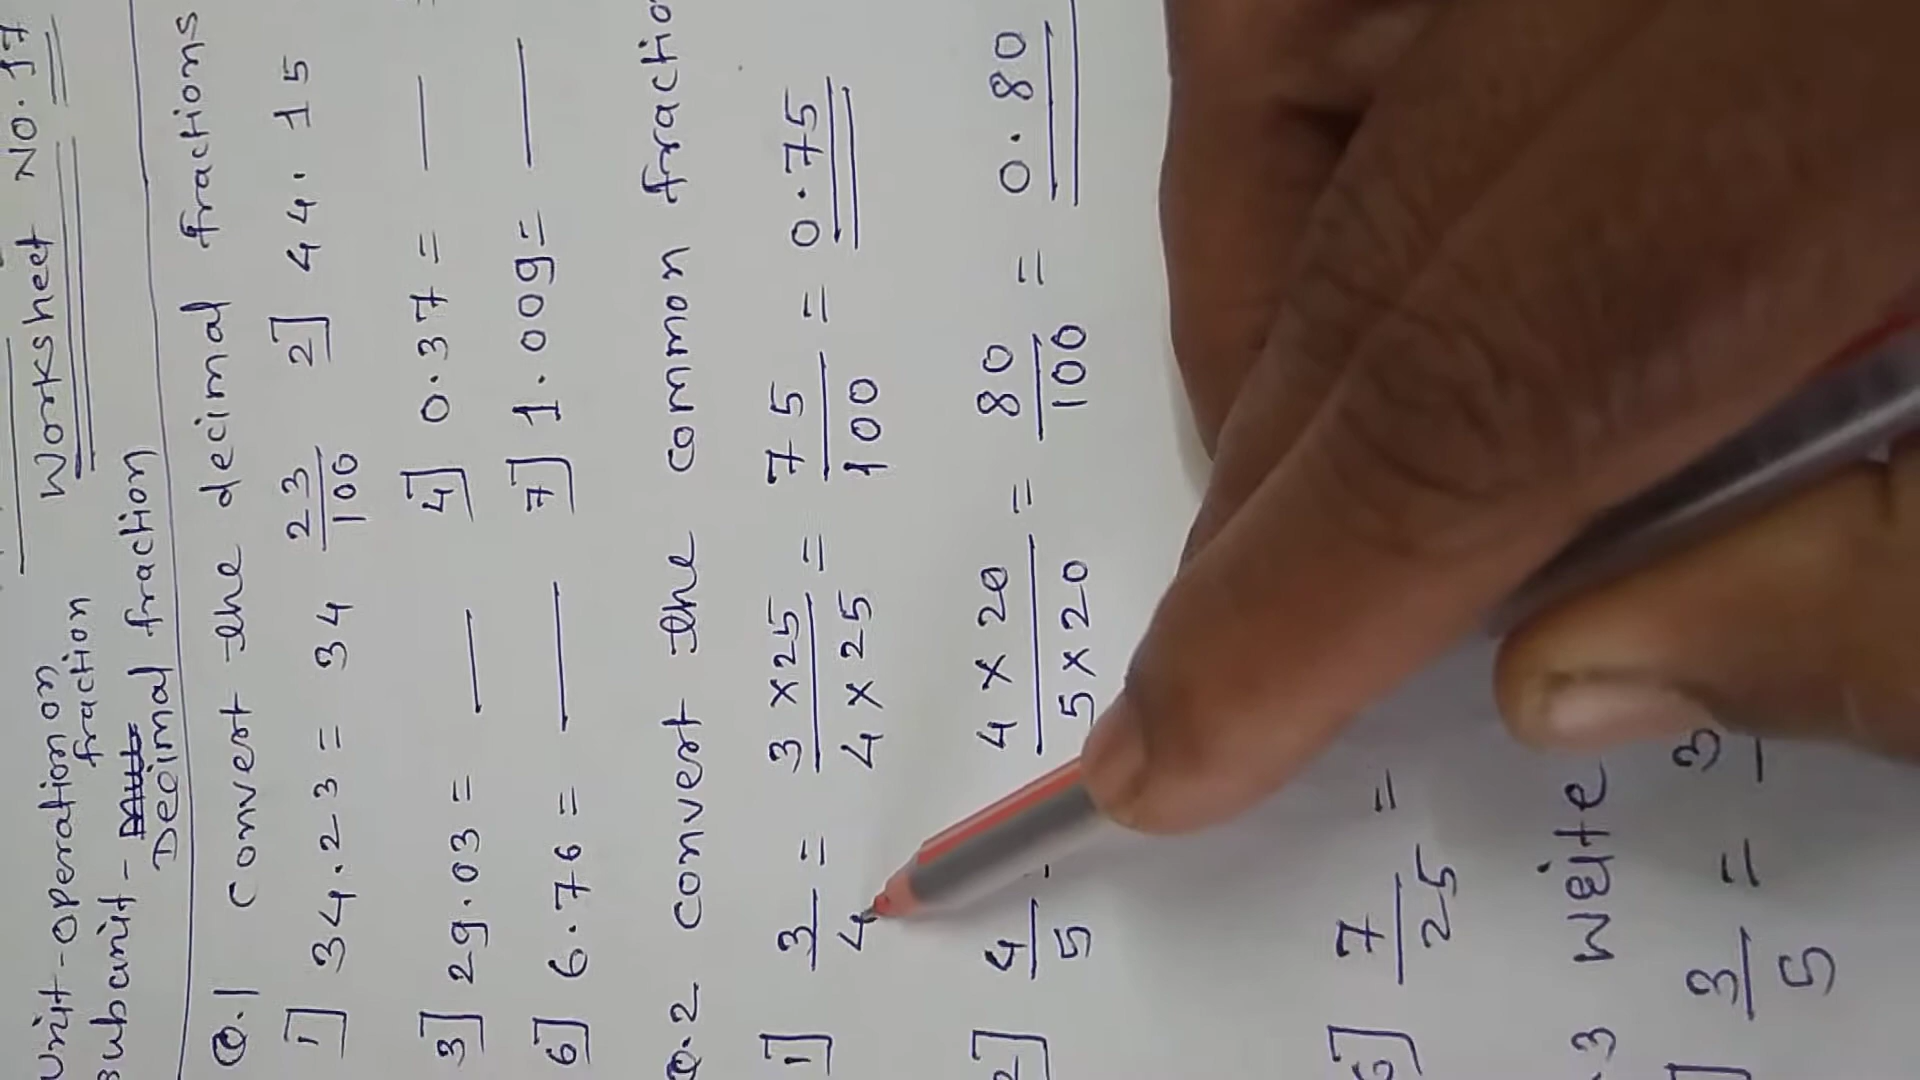 Worksheet NO. 17
Unit - operation on
fraction
subunit - Decimal fraction
Q.1 convert the decimal fractions
1] 34.23 = 34 23/100 2] 44.15
3] 29.03 = — 4] 0.37 = —
6] 6.76 = — 7] 1.009 = —
Q.2 convert the common
1] 3/4 = 3×25/4×25 = 75/100 = 0.75
2] 4/5 4×20/5×20 = 80/100 = 0.80
7/25 =
.3 write
3/5 = 3